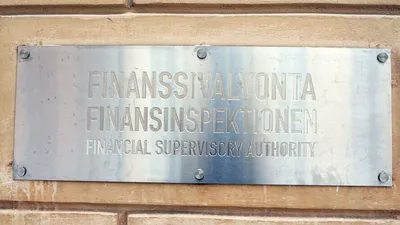 FINANSSIVALVONTA
FINANSINSPEKTIONEN
FINANCIAL SUPERVISORY AUTHORITY